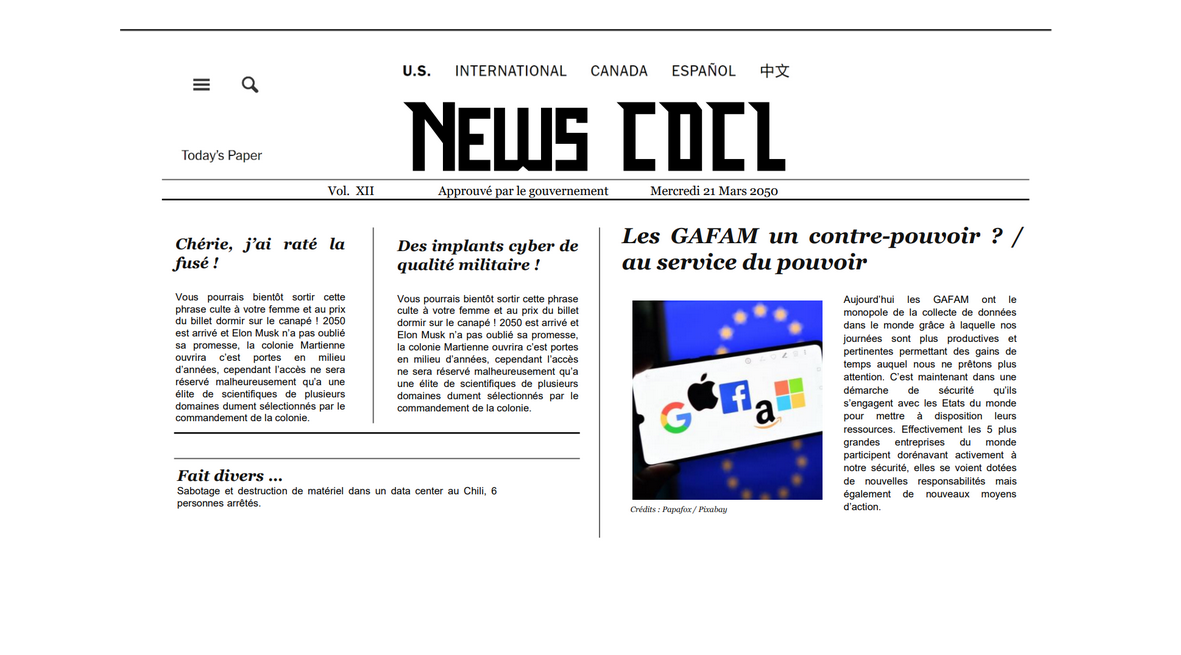 U.S. INTERNATIONAL CANADA ESPAÑOL 中文
NEWS CDCL
Today's Paper
Vol. XII Approuvé par le gouvernement Mercredi 21 Mars 2050
Chérie, j'ai raté la
fusé !
Vous pourrais bientôt sortir cette
phrase culte à votre femme et au prix
du billet dormir sur le canapé ! 2050
est arrivé et Elon Musk n'a pas oublié
sa promesse, la colonie Martienne
ouvrira c'est portes en milieu
d'années, cependant l'accès ne sera
réservé malheureusement qu'a une
élite de scientifiques de plusieurs
domaines dument sélectionnés par le
commandement de la colonie.
Des implants cyber de
qualité militaire !
Vous pourrais bientôt sortir cette phrase
culte à votre femme et au prix du billet
dormir sur le canapé ! 2050 est arrivé et
Elon Musk n'a pas oublié sa promesse,
la colonie Martienne ouvrira c'est portes
en milieu d'années, cependant l'accès
ne sera réservé malheureusement qu'a
une élite de scientifiques de plusieurs
domaines dument sélectionnés par le
commandement de la colonie.
Fait divers ...
Sabotage et destruction de matériel dans un data center au Chili, 6
personnes arrêtés.
Les GAFAM un contre-pouvoir ? /
au service du pouvoir
G f a
Crédits : Papafox / Pixabay
Aujourd'hui les GAFAM ont le
monopole de la collecte de données
dans le monde grâce à laquelle nos
journées sont plus productives et
pertinentes permettant des gains de
temps auquel nous ne prêtons plus
attention. C'est maintenant dans une
démarche de sécurité qu'ils
s'engagent avec les Etats du monde
pour mettre à disposition leurs
ressources. Effectivement les 5 plus
grandes entreprises du monde
participent dorénavant activement à
notre sécurité, elles se voient dotées
de nouvelles responsabilités mais
également de nouveaux moyens
d'action.